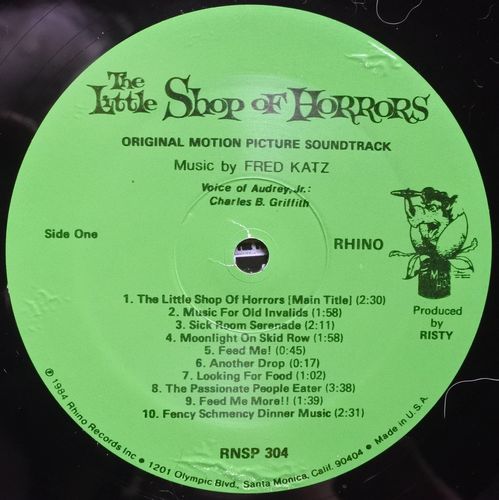 The
Little Shop of Horrors
ORIGINAL MOTION PICTURE SOUNDTRACK
Music by FRED KATZ
Voice of Audrey, Jr.:
Charles B. Griffith
Side One
RHINO
Produced
by
RISTY
1. The Little Shop Of Horrors [Main Title] (2:30)
2. Music For Old Invalids (1:58)
3. Sick Room Serenade (2:11)
4. Moonlight On Skid Row (1:58)
5. Feed Me! (0:45)
6. Another Drop (0:17)
7. Looking For Food (1:02)
8. The Passionate People Eater (3:38)
9. Feed Me More!! (1:39)
10. Fency Schmency Dinner Music (2:31)
RNSP 304
℗ 1984 Rhino Records Inc • 1201 Olympic Blvd., Santa Monica, Calif. 90404 • Made in U.S.A.